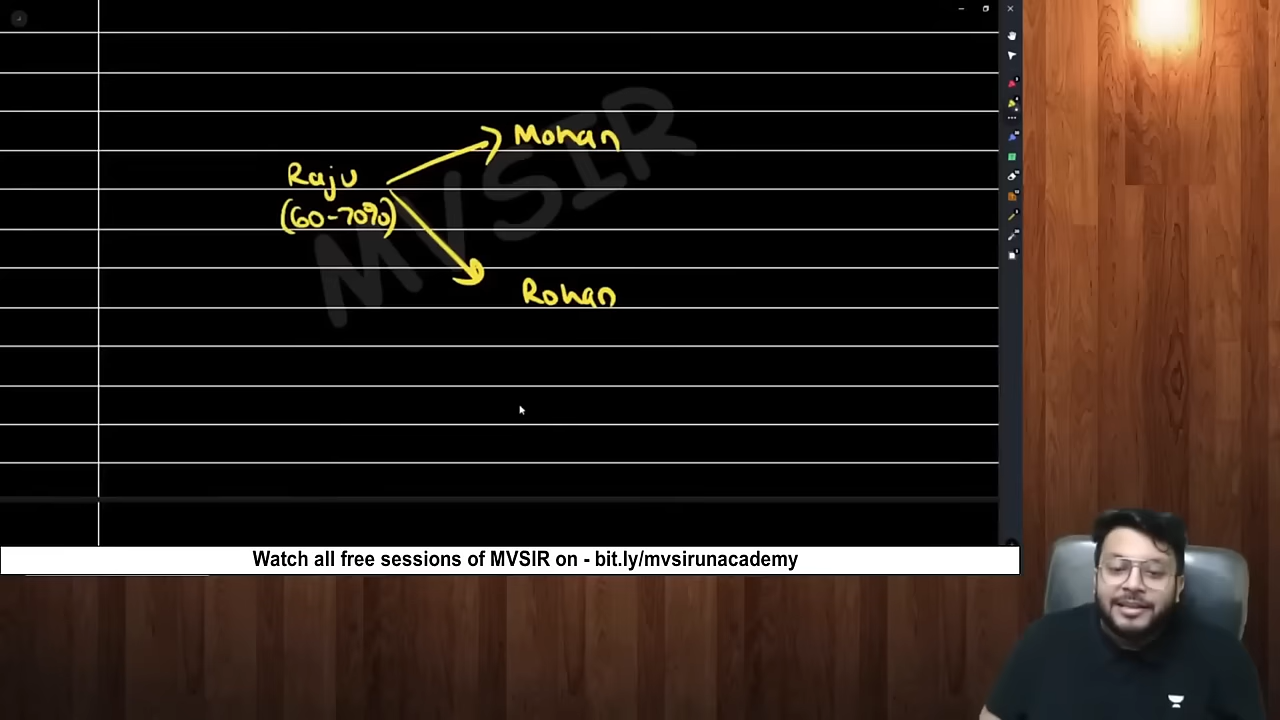 Mohan
Raju
(60-70%)
Rohan
MVSIR
Watch all free sessions of MVSIR on - bit.ly/mvsirunacademy